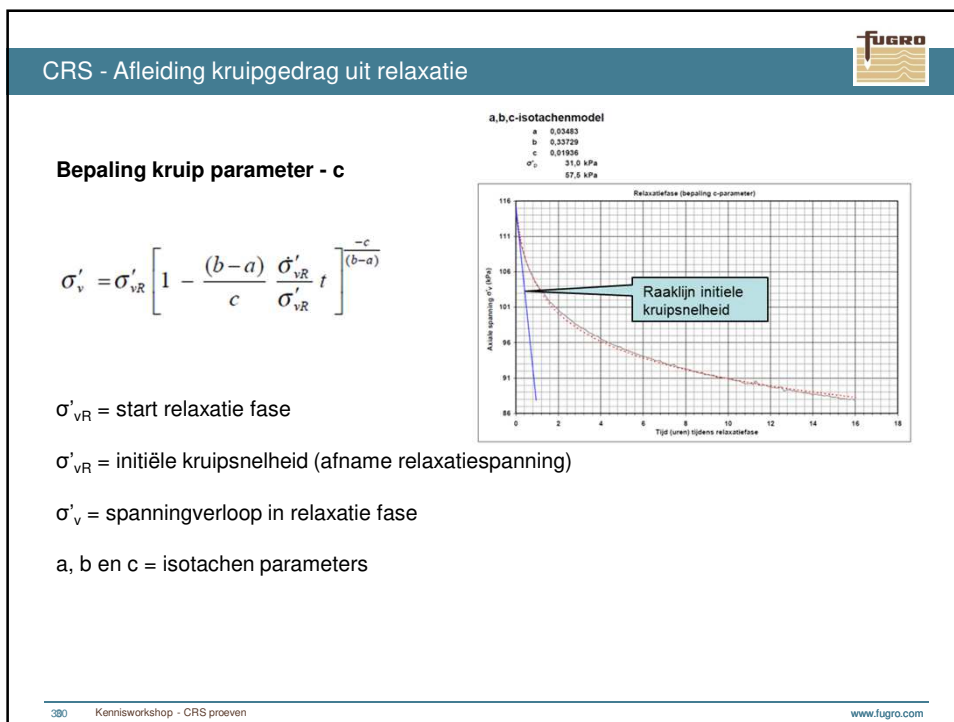 FUGRO
CRS - Afleiding kruipgedrag uit relaxatie
a,b,c-isotachenmodel
a 0,03483
b 0,33729
c 0,01936
σ'p 31,0 kPa
57,5 kPa
Bepaling kruip parameter - c
σ'v = σ'vR [1 - (b-a)/c σ̇'vR/σ'vR t]^(-c/(b-a))
Relaxatiefase (bepaling c-parameter)
116
111
106
101
96
91
86
Axiale spanning σ'v (kPa)
Raaklijn initiele
kruipsnelheid
0 2 4 6 8 10 12 14 16 18
Tijd (uren) tijdens relaxatiefase
σ'vR = start relaxatie fase
σ'vR = initiële kruipsnelheid (afname relaxatiespanning)
σ'v = spanningverloop in relaxatie fase
a, b en c = isotachen parameters
Kennisworkshop - CRS proeven
www.fugro.com